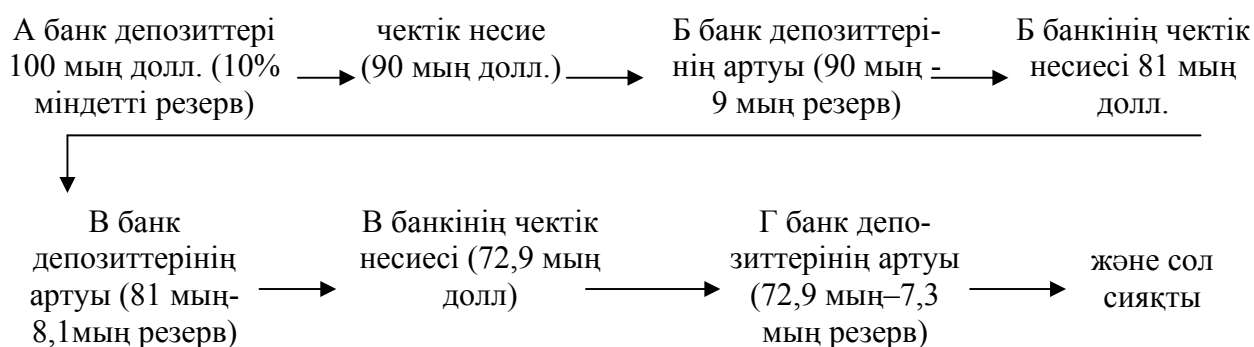 А банк депозиттері
100 мың долл. (10%
міндетті резерв)
чектік несие
(90 мың долл.)
Б банк депозиттері-
нің артуы (90 мың -
9 мың резерв)
Б банкінің чектік
несиесі 81 мың
долл.
В банк
депозиттерінің
артуы (81 мың-
8,1мың резерв)
В банкінің чектік
несиесі (72,9 мың
долл)
Г банк депо-
зиттерінің артуы
(72,9 мың–7,3
мың резерв)
және сол
сияқты